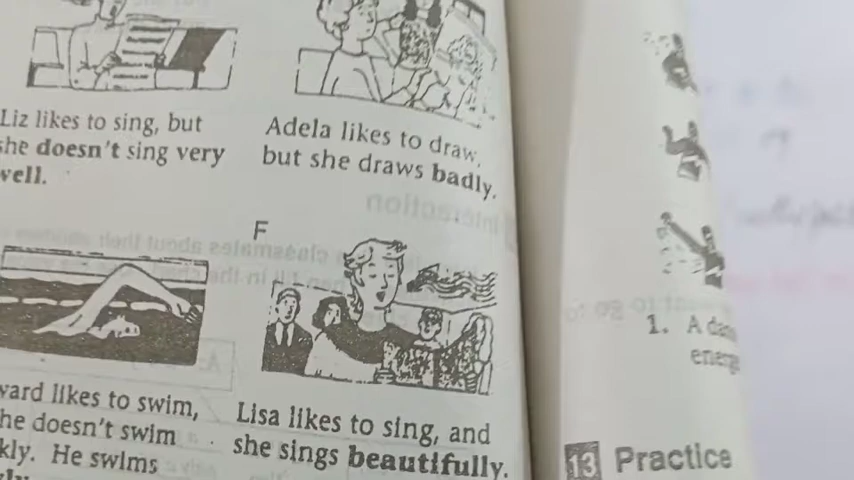 Liz likes to sing, but
she doesn't sing very
well.
Adela likes to draw,
but she draws badly.
F
ward likes to swim,
he doesn't swim
kly. He swims
Lisa likes to sing, and
she sings beautifully.
1. A
13 Practice